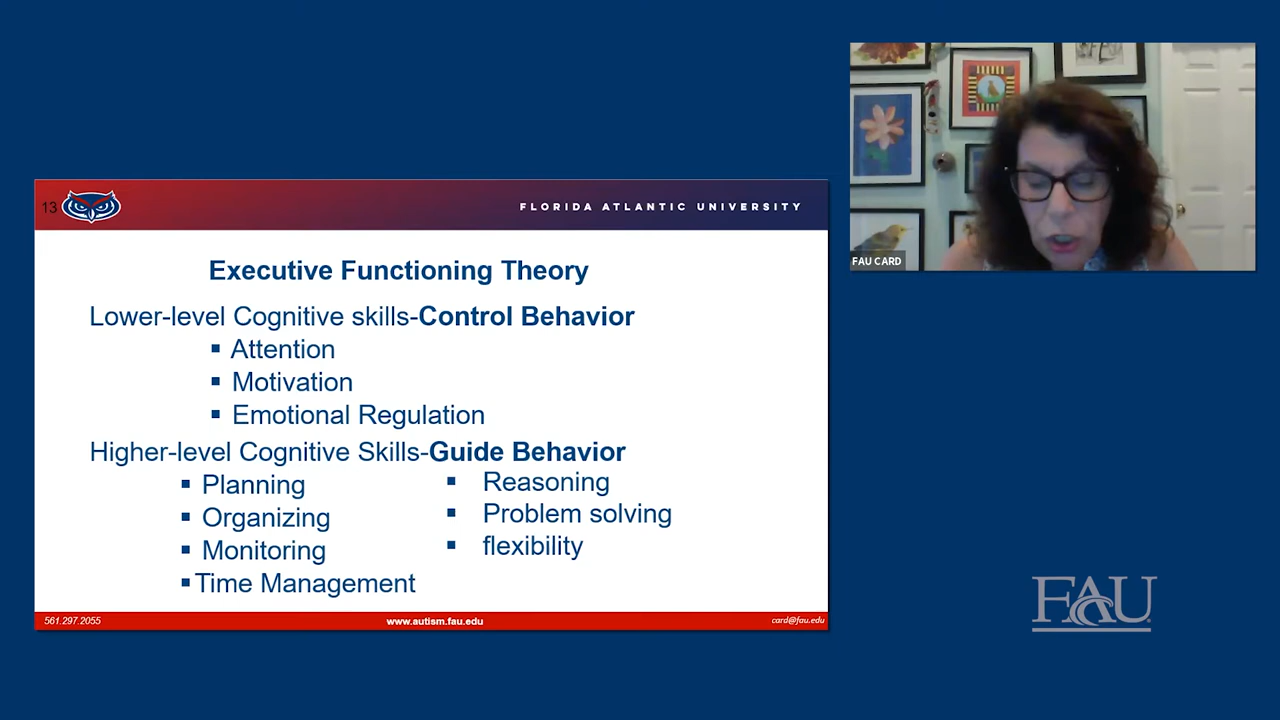 13
FLORIDA ATLANTIC UNIVERSITY
Executive Functioning Theory
Lower-level Cognitive skills-Control Behavior
▪ Attention
▪ Motivation
▪ Emotional Regulation
Higher-level Cognitive Skills-Guide Behavior
▪ Planning
▪ Organizing
▪ Monitoring
▪ Time Management
▪ Reasoning
▪ Problem solving
▪ flexibility
561.297.2055
www.autism.fau.edu
card@fau.edu
FAU CARD
FAU